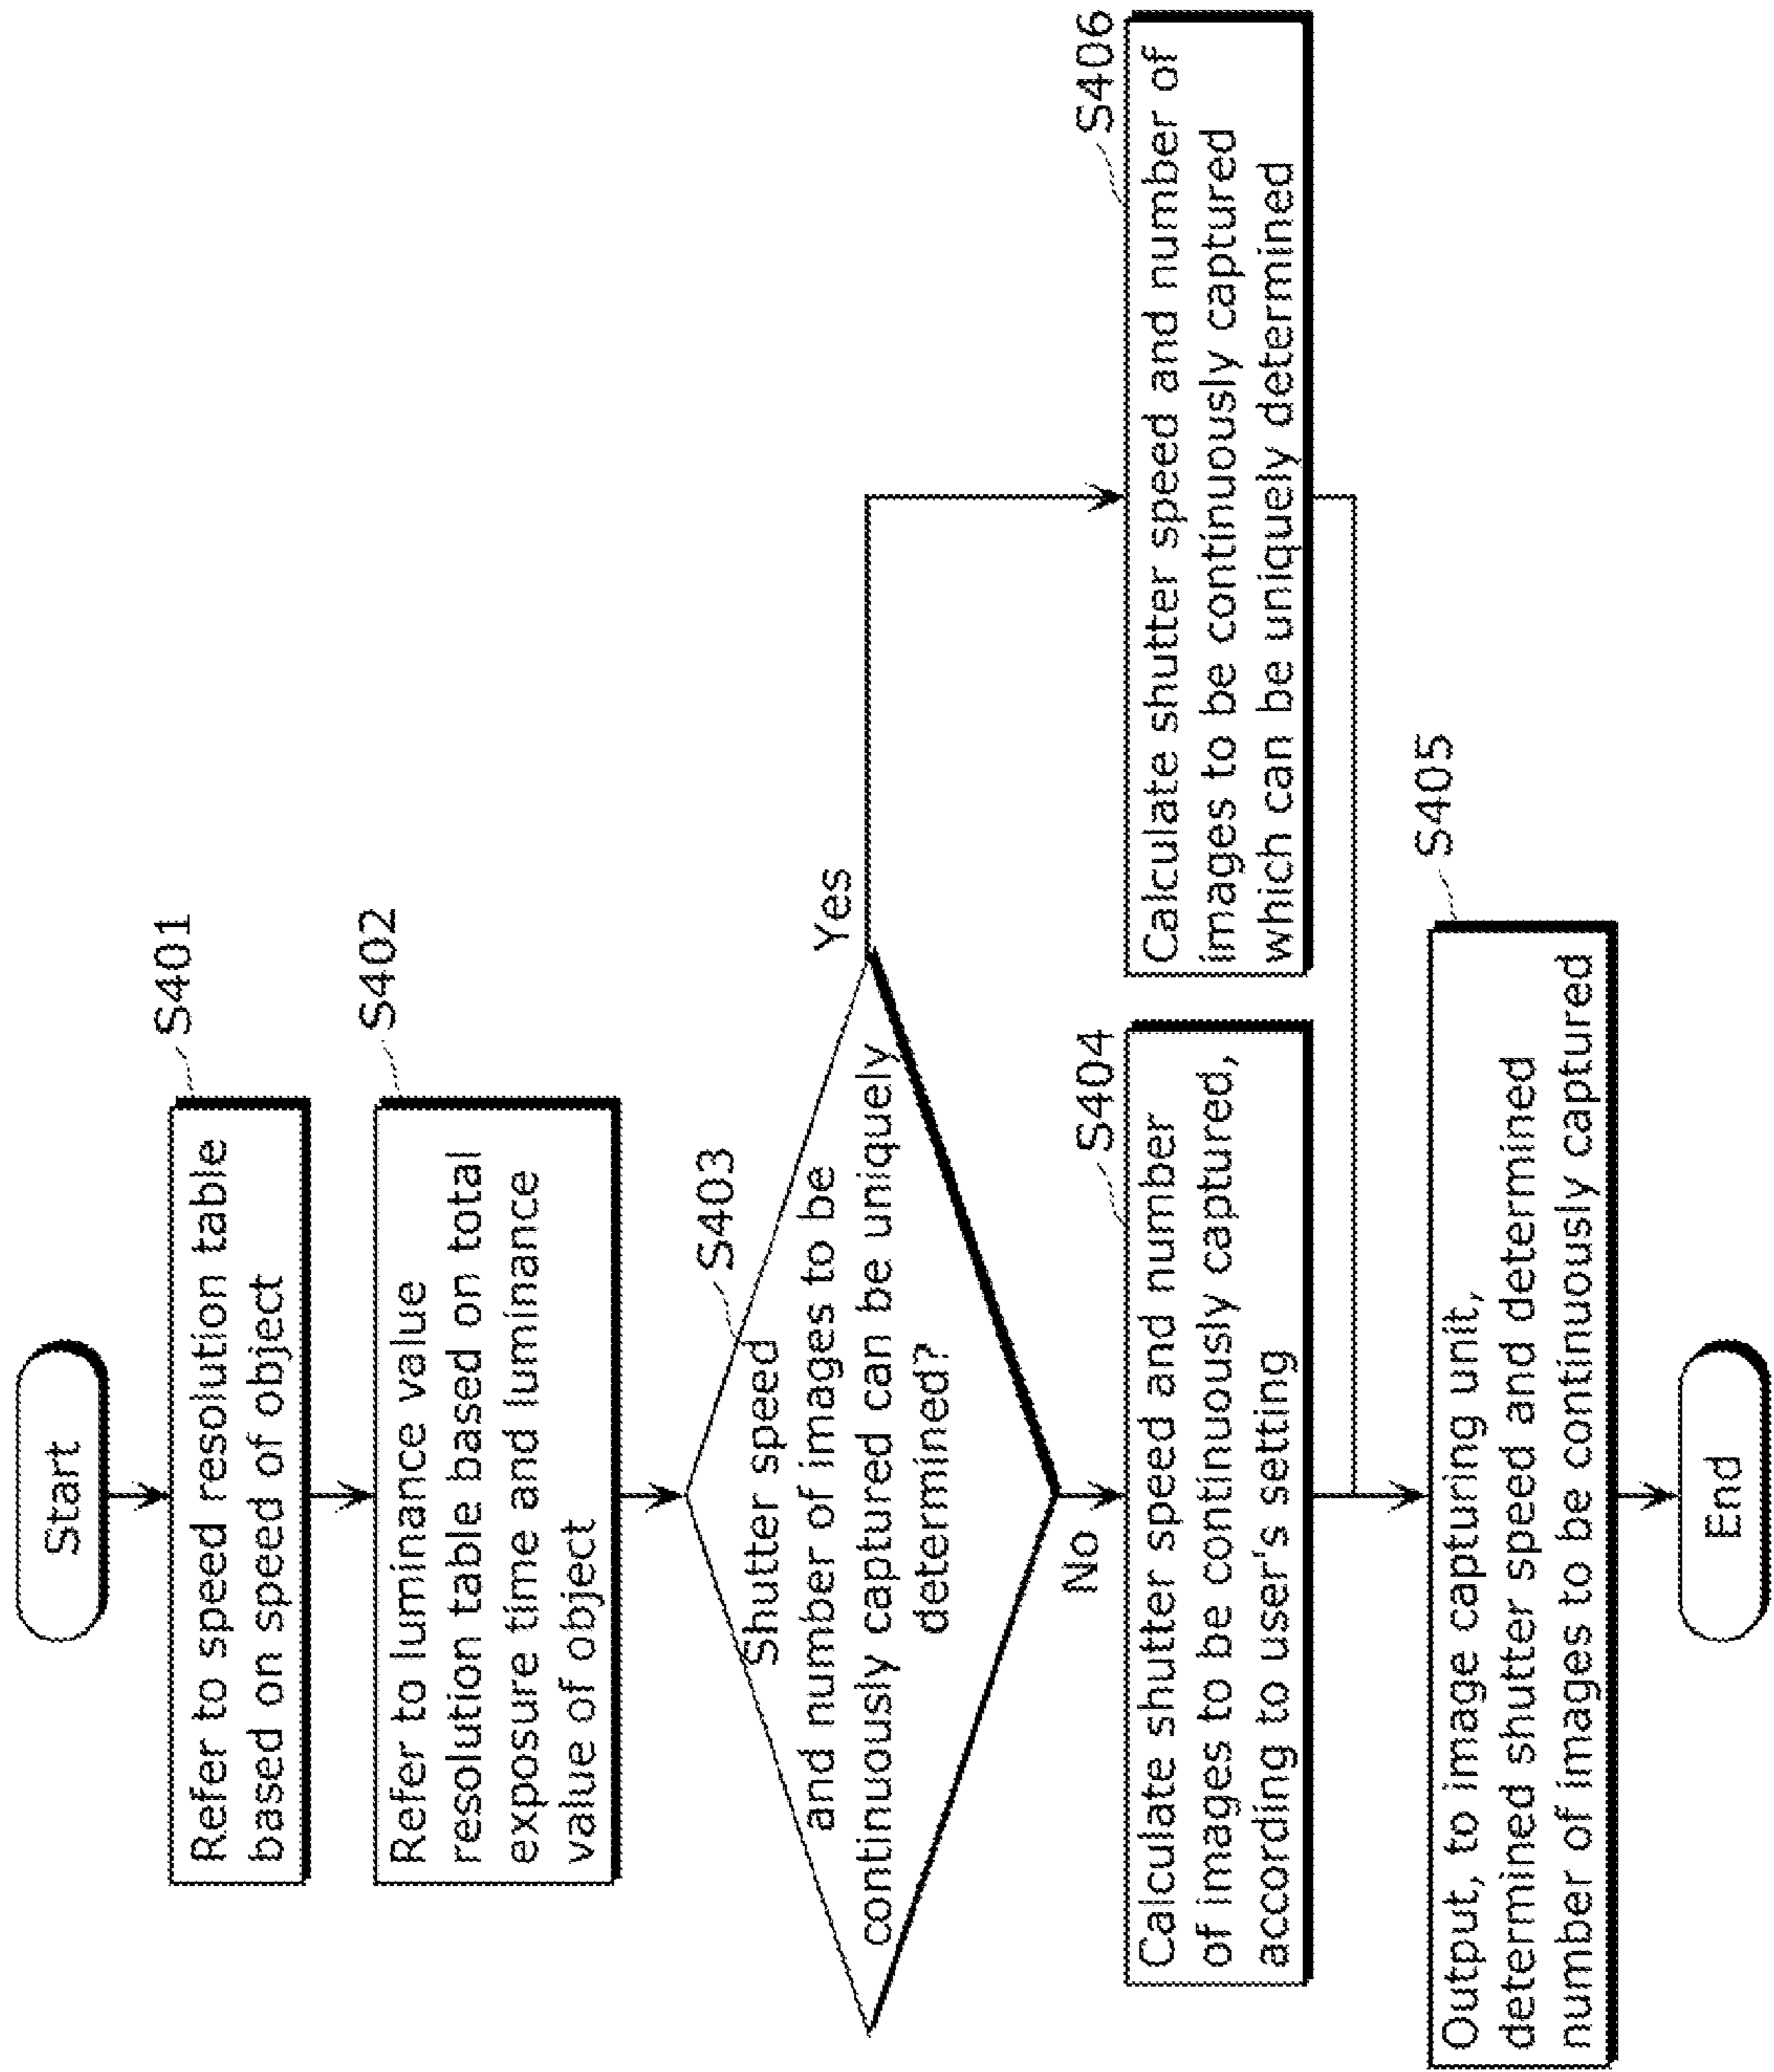 Start
S401
Refer to speed resolution table
based on speed of object
S402
Refer to luminance value
resolution table based on total
exposure time and luminance
value of object
S403
Shutter speed
and number of images to be
continuously captured can be uniquely
determined?
Yes
No
S404
Calculate shutter speed and number
of images to be continuously captured,
according to user's setting
S406
Calculate shutter speed and number of
images to be continuously captured
which can be uniquely determined
S405
Output, to image capturing unit,
determined shutter speed and determined
number of images to be continuously captured
End